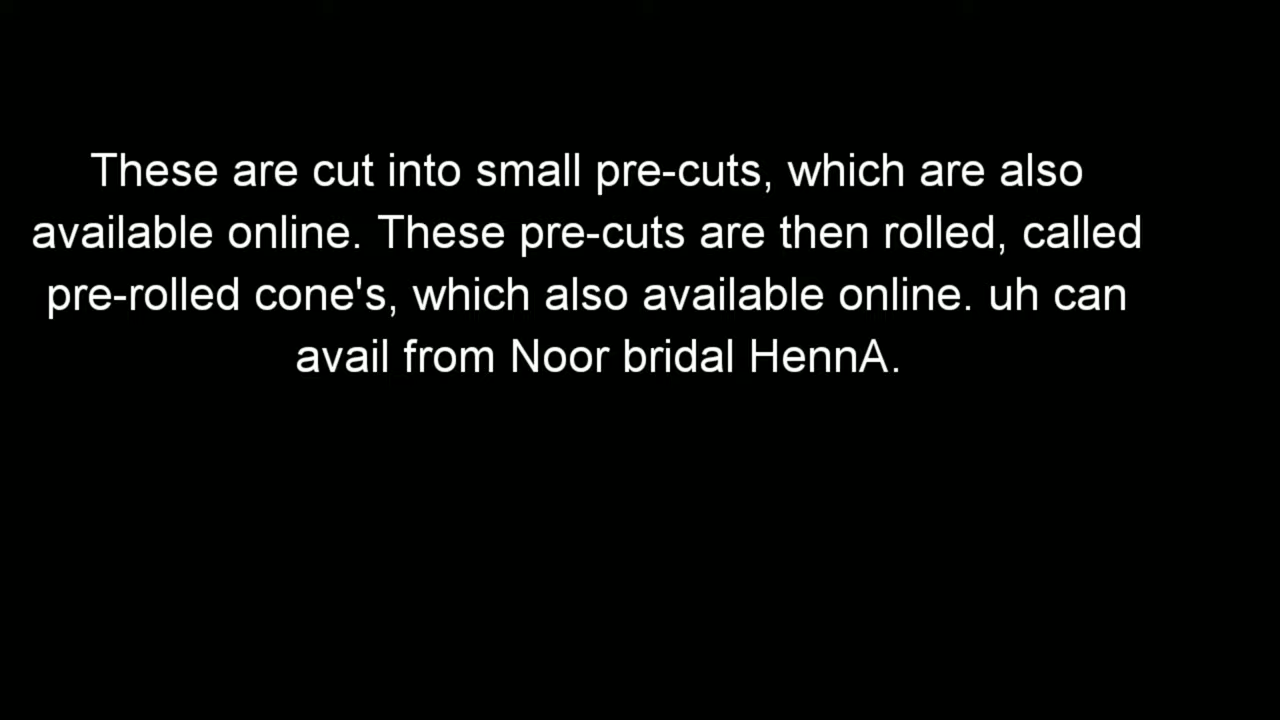 These are cut into small pre-cuts, which are also
available online. These pre-cuts are then rolled, called
pre-rolled cone's, which also available online. uh can
avail from Noor bridal HennA.